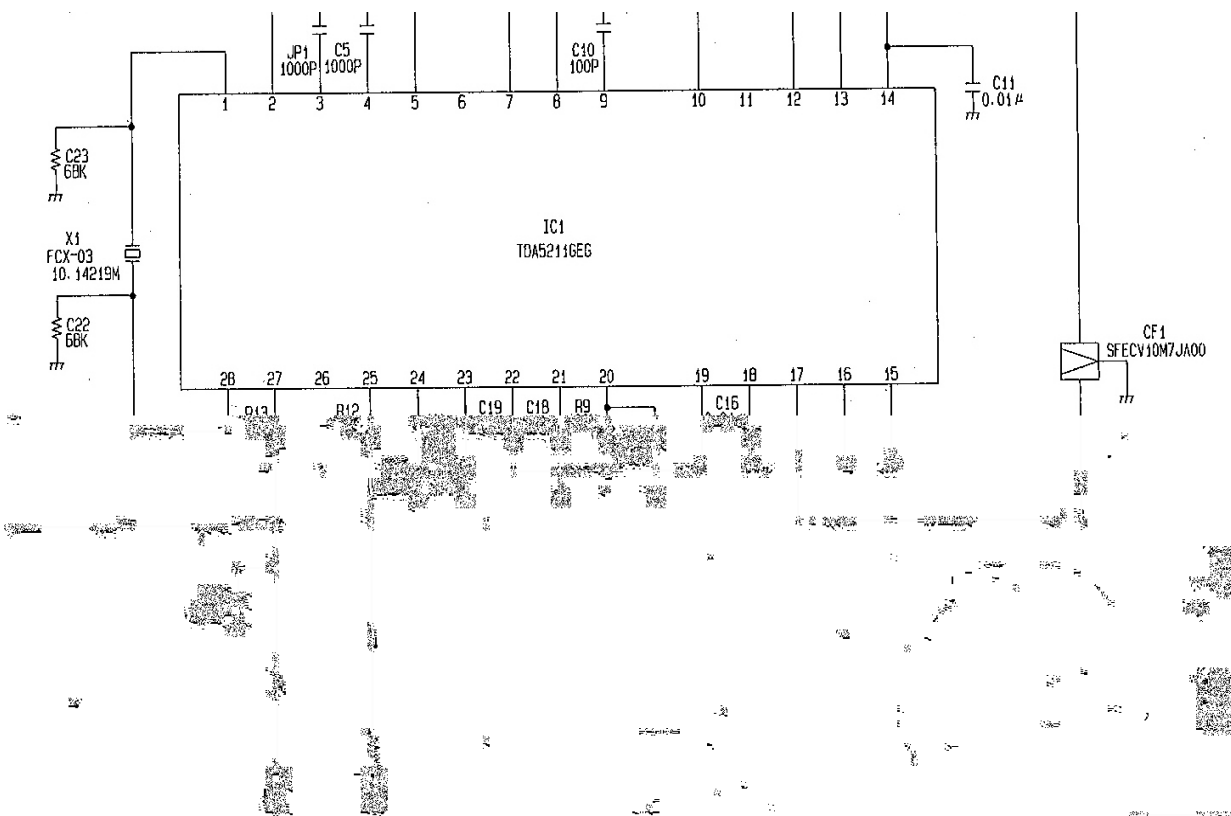 JP1 C5 C10
1000P 1000P 100P
C11
0.01μ
1 2 3 4 5 6 7 8 9 10 11 12 13 14
C23
68K
IC1
TDA5211GEG
X1
FCX-03
10.14219M
C22
68K
CF1
SFECV10M7JA00
28 27 26 25 24 23 22 21 20 19 18 17 16 15
R13 R12 C19 C18 R9 C16